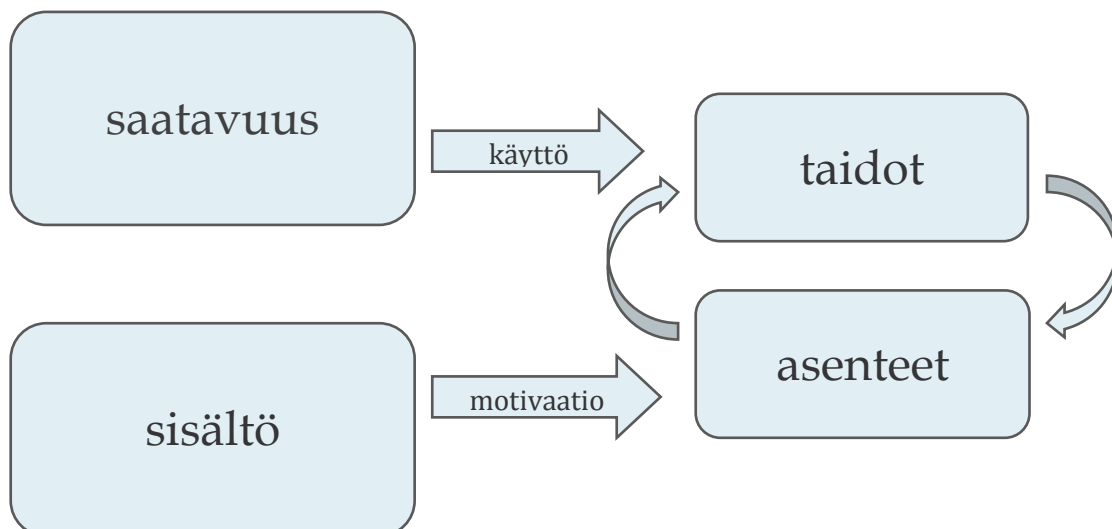 saatavuus
käyttö
taidot
sisältö
motivaatio
asenteet